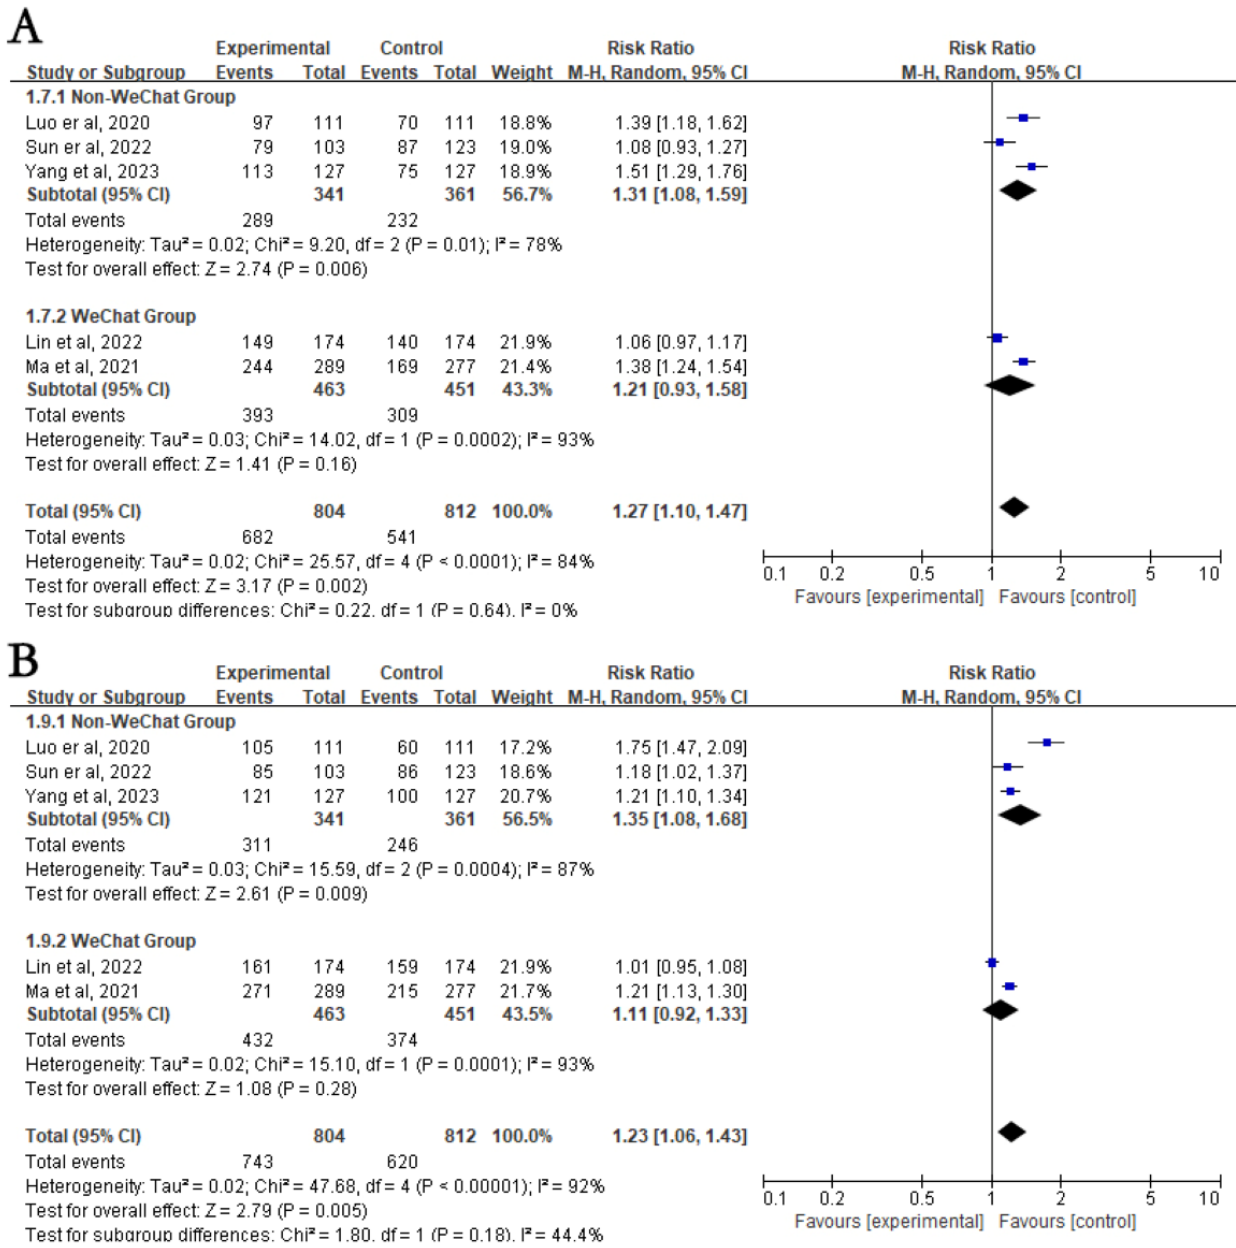 A
Experimental Control Risk Ratio Risk Ratio
Study or Subgroup Events Total Events Total Weight M-H, Random, 95% CI M-H, Random, 95% CI
1.7.1 Non-WeChat Group
Luo er al, 2020 97 111 70 111 18.8% 1.39 [1.18, 1.62]
Sun er al, 2022 79 103 87 123 19.0% 1.08 [0.93, 1.27]
Yang et al, 2023 113 127 75 127 18.9% 1.51 [1.29, 1.76]
Subtotal (95% CI) 341 361 56.7% 1.31 [1.08, 1.59]
Total events 289 232
Heterogeneity: Tau² = 0.02; Chi² = 9.20, df = 2 (P = 0.01); I² = 78%
Test for overall effect: Z = 2.74 (P = 0.006)
1.7.2 WeChat Group
Lin et al, 2022 149 174 140 174 21.9% 1.06 [0.97, 1.17]
Ma et al, 2021 244 289 169 277 21.4% 1.38 [1.24, 1.54]
Subtotal (95% CI) 463 451 43.3% 1.21 [0.93, 1.58]
Total events 393 309
Heterogeneity: Tau² = 0.03; Chi² = 14.02, df = 1 (P = 0.0002); I² = 93%
Test for overall effect: Z = 1.41 (P = 0.16)
Total (95% CI) 804 812 100.0% 1.27 [1.10, 1.47]
Total events 682 541
Heterogeneity: Tau² = 0.02; Chi² = 25.57, df = 4 (P < 0.0001); I² = 84%
Test for overall effect: Z = 3.17 (P = 0.002)
Test for subgroup differences: Chi² = 0.22. df = 1 (P = 0.64). I² = 0%
0.1 0.2 0.5 1 2 5 10
Favours [experimental] Favours [control]
B
Experimental Control Risk Ratio Risk Ratio
Study or Subgroup Events Total Events Total Weight M-H, Random, 95% CI M-H, Random, 95% CI
1.9.1 Non-WeChat Group
Luo er al, 2020 105 111 60 111 17.2% 1.75 [1.47, 2.09]
Sun er al, 2022 85 103 86 123 18.6% 1.18 [1.02, 1.37]
Yang et al, 2023 121 127 100 127 20.7% 1.21 [1.10, 1.34]
Subtotal (95% CI) 341 361 56.5% 1.35 [1.08, 1.68]
Total events 311 246
Heterogeneity: Tau² = 0.03; Chi² = 15.59, df = 2 (P = 0.0004); I² = 87%
Test for overall effect: Z = 2.61 (P = 0.009)
1.9.2 WeChat Group
Lin et al, 2022 161 174 159 174 21.9% 1.01 [0.95, 1.08]
Ma et al, 2021 271 289 215 277 21.7% 1.21 [1.13, 1.30]
Subtotal (95% CI) 463 451 43.5% 1.11 [0.92, 1.33]
Total events 432 374
Heterogeneity: Tau² = 0.02; Chi² = 15.10, df = 1 (P = 0.0001); I² = 93%
Test for overall effect: Z = 1.08 (P = 0.28)
Total (95% CI) 804 812 100.0% 1.23 [1.06, 1.43]
Total events 743 620
Heterogeneity: Tau² = 0.02; Chi² = 47.68, df = 4 (P < 0.00001); I² = 92%
Test for overall effect: Z = 2.79 (P = 0.005)
Test for subgroup differences: Chi² = 1.80. df = 1 (P = 0.18). I² = 44.4%
0.1 0.2 0.5 1 2 5 10
Favours [experimental] Favours [control]